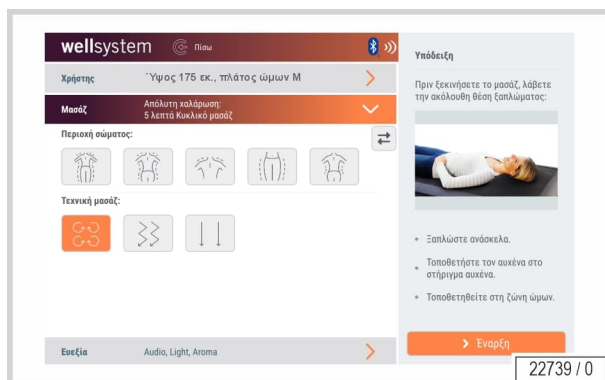 wellsystem Πίσω
Χρήστης Ύψος 175 εκ., πλάτος ώμων M
Μασάζ Απόλυτη χαλάρωση:
5 λεπτά Κυκλικό μασάζ
Περιοχή σώματος:
Τεχνική μασάζ:
Ευεξία Audio, Light, Aroma
Υπόδειξη
Πριν ξεκινήσετε το μασάζ, λάβετε
την ακόλουθη θέση ξαπλώματος:
• Ξαπλώστε ανάσκελα.
• Τοποθετήστε τον αυχένα στο
στήριγμα αυχένα.
• Τοποθετηθείτε στη ζώνη ώμων.
Έναρξη
22739 / 0